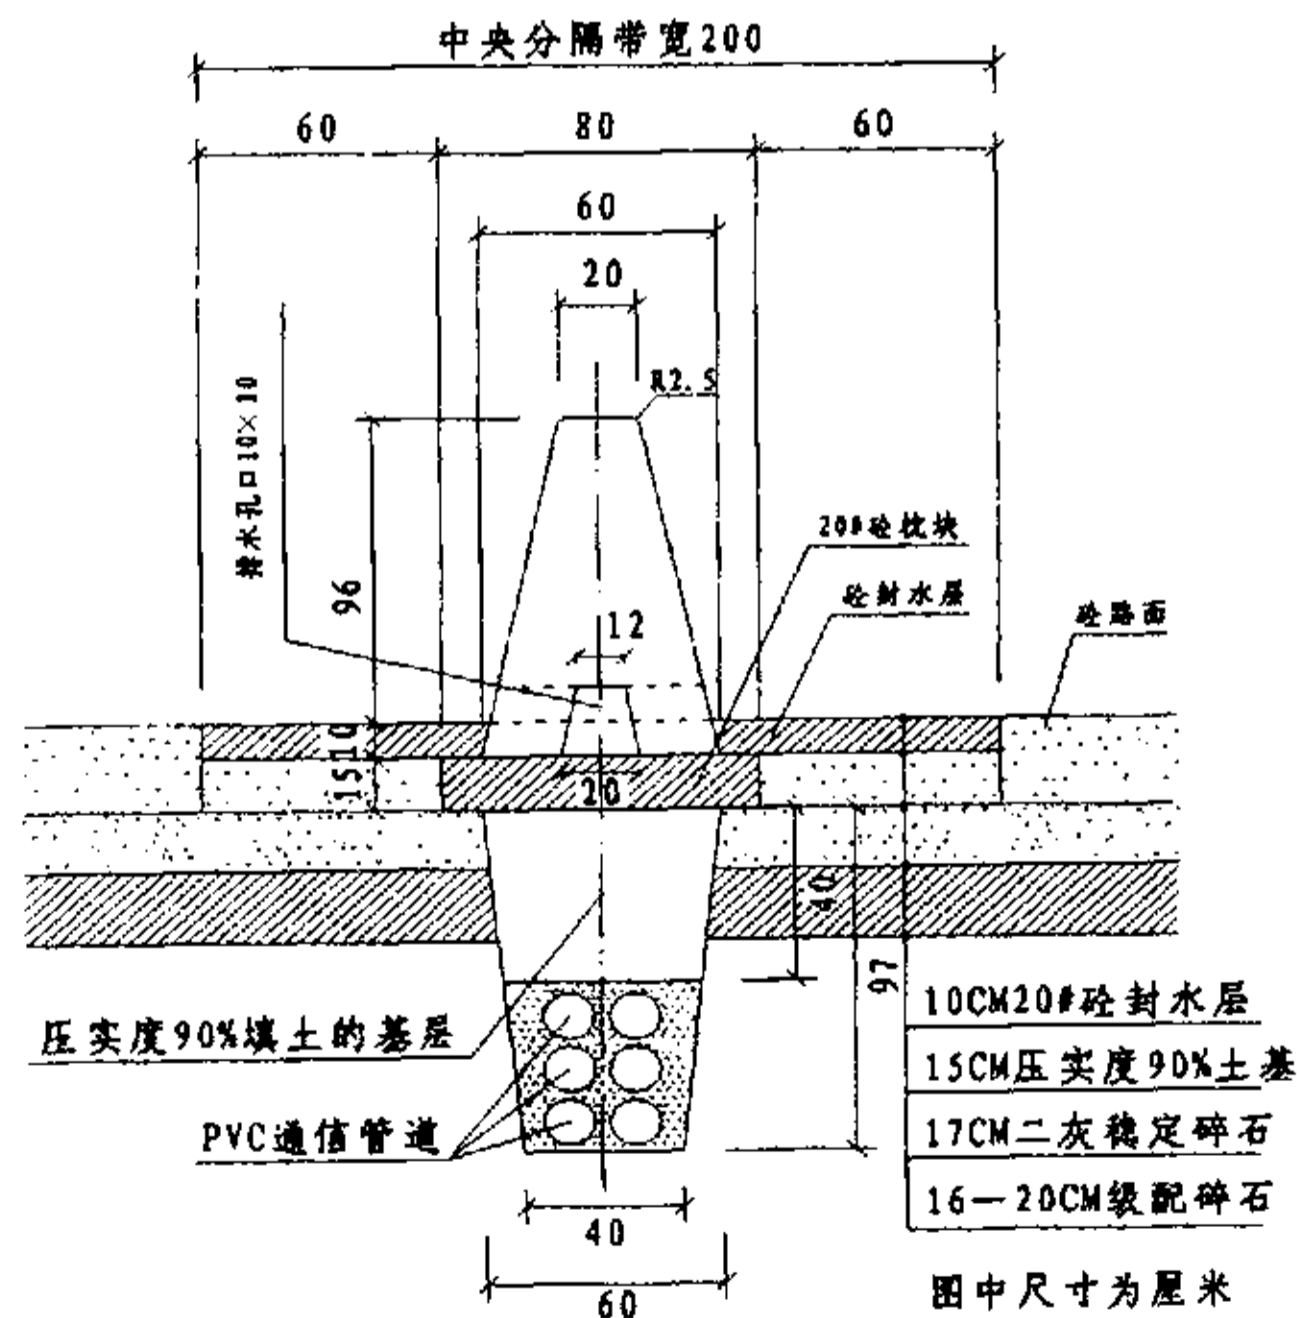 中央分隔带宽200
60
80
60
60
20
R2.5
排水孔口10×10
96
20#砼枕块
砼封水层
砼路面
12
10
15
20
40
97
压实度90%填土的基层
PVC通信管道
10CM20#砼封水层
15CM压实度90%土基
17CM二灰稳定碎石
16—20CM级配碎石
40
60
图中尺寸为厘米